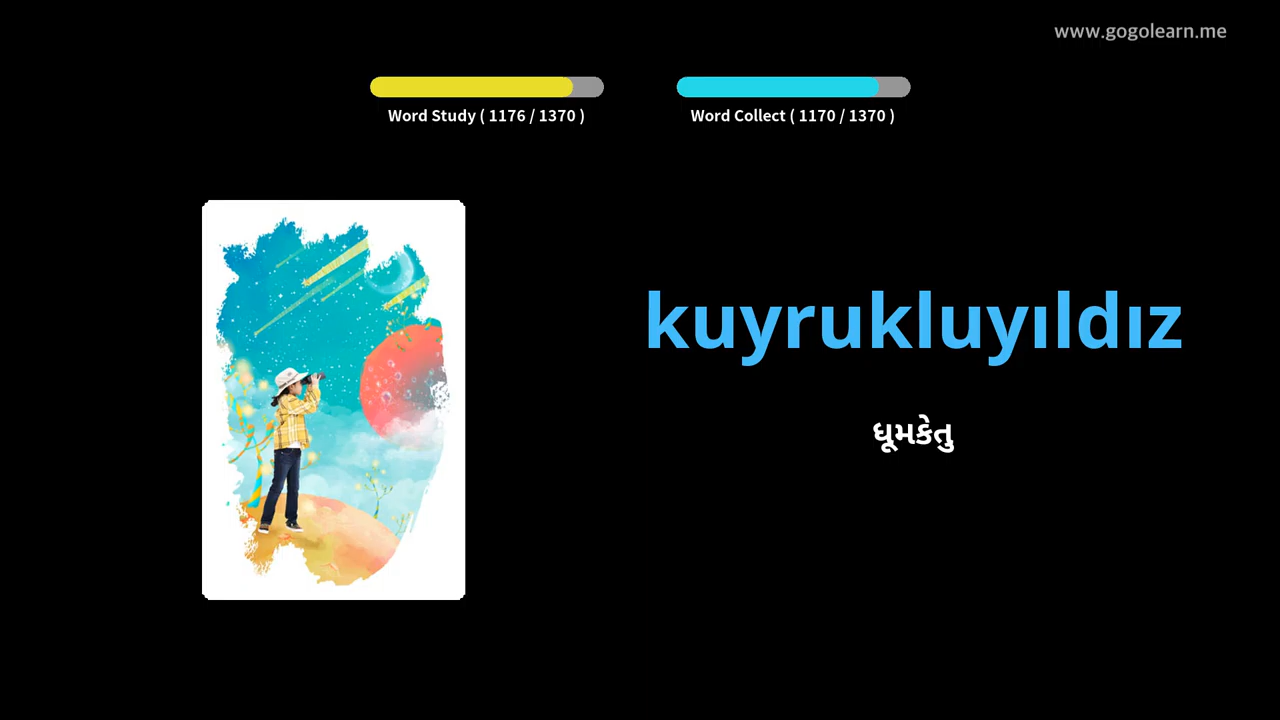 www.gogolearn.me
Word Study ( 1176 / 1370 )
Word Collect ( 1170 / 1370 )
kuyrukluyıldız
ધૂમકેતુ